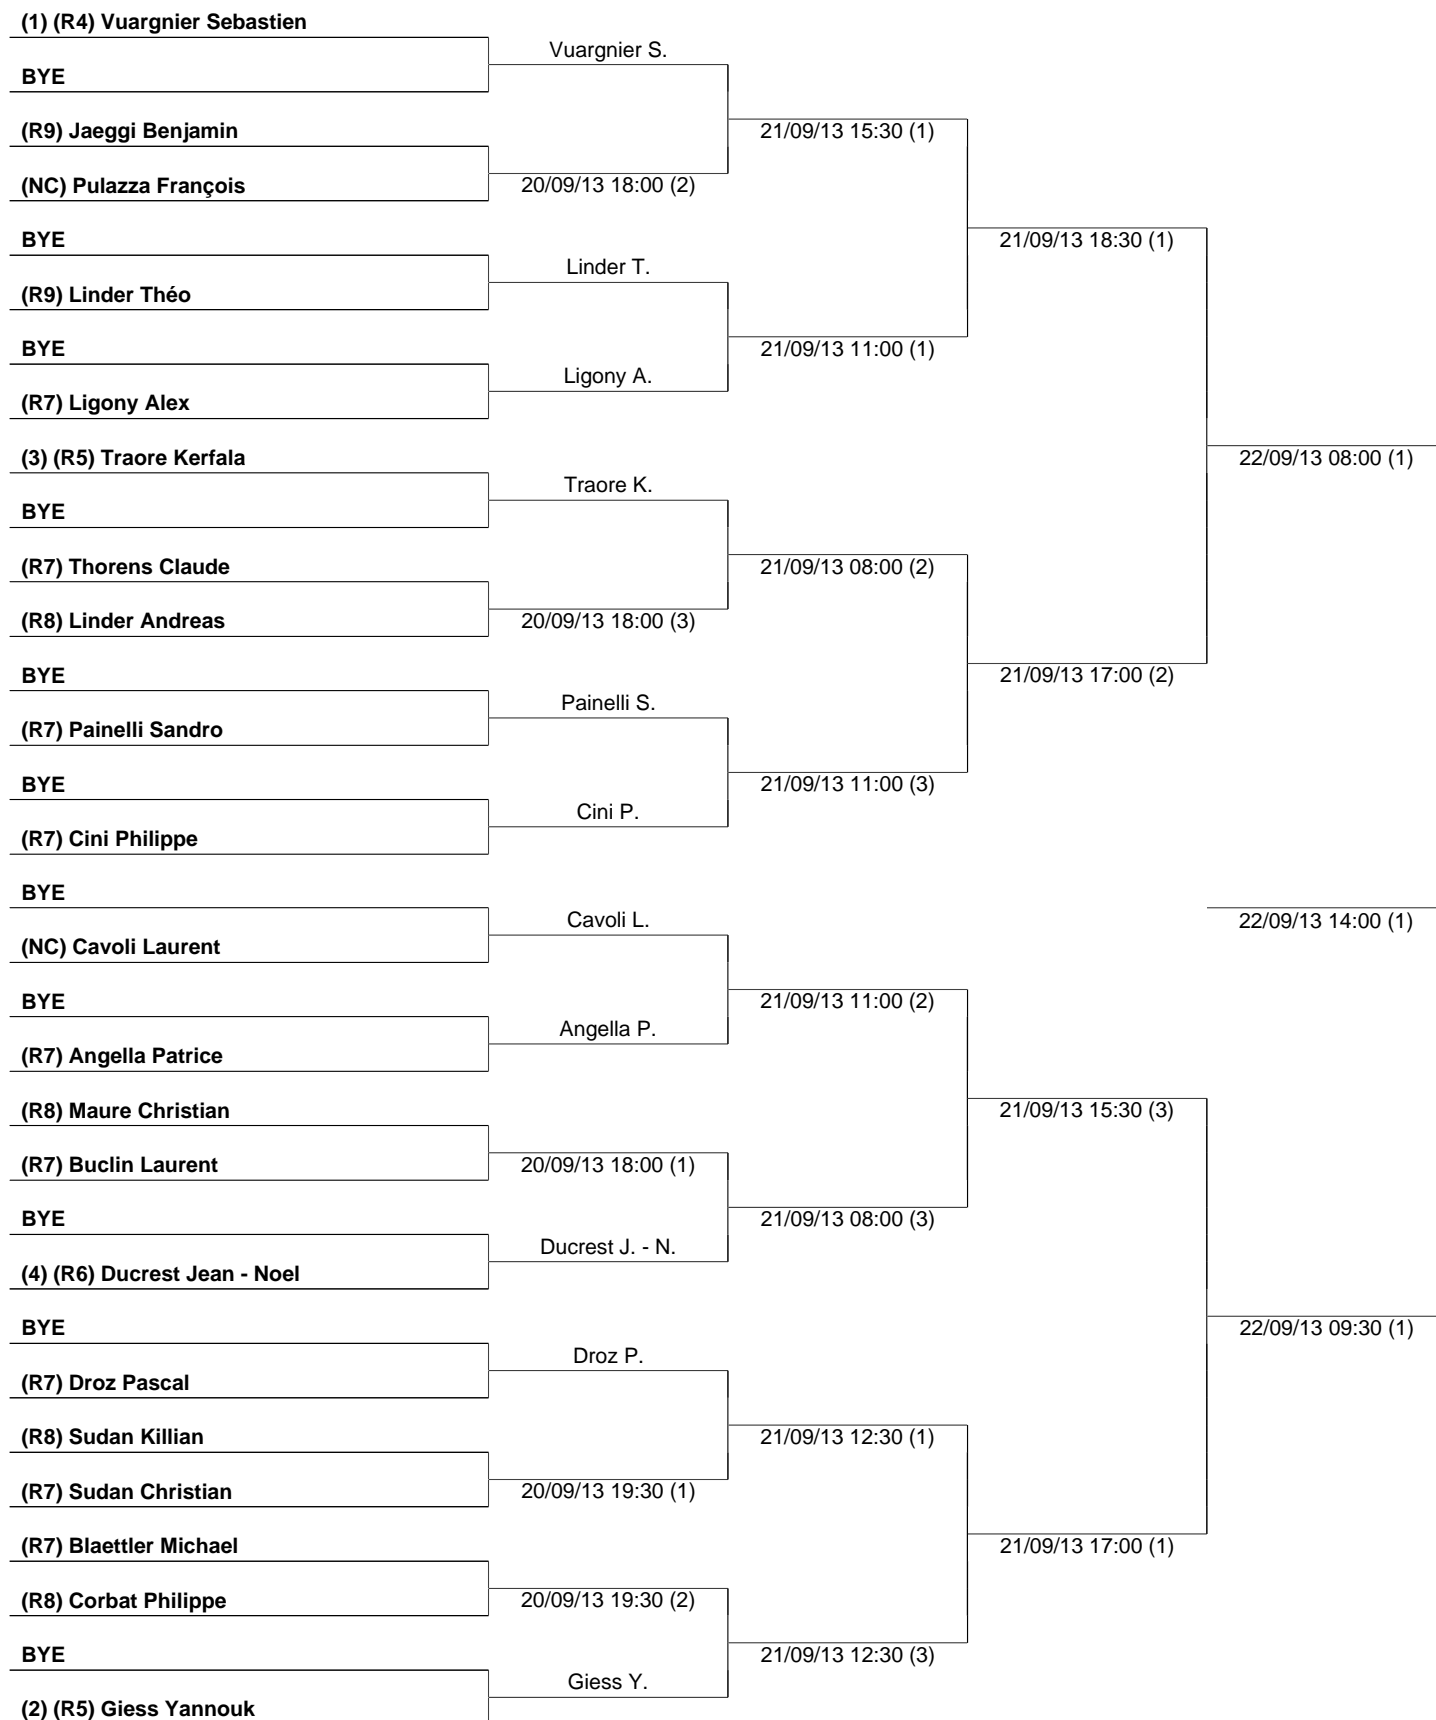 (1) (R4) Vuargnier Sebastien
Vuargnier S.
BYE
(R9) Jaeggi Benjamin
21/09/13 15:30 (1)
(NC) Pulazza François
20/09/13 18:00 (2)
BYE
21/09/13 18:30 (1)
Linder T.
(R9) Linder Théo
BYE
21/09/13 11:00 (1)
Ligony A.
(R7) Ligony Alex
(3) (R5) Traore Kerfala
22/09/13 08:00 (1)
Traore K.
BYE
(R7) Thorens Claude
21/09/13 08:00 (2)
(R8) Linder Andreas
20/09/13 18:00 (3)
BYE
21/09/13 17:00 (2)
Painelli S.
(R7) Painelli Sandro
BYE
21/09/13 11:00 (3)
Cini P.
(R7) Cini Philippe
BYE
Cavoli L.
22/09/13 14:00 (1)
(NC) Cavoli Laurent
BYE
21/09/13 11:00 (2)
Angella P.
(R7) Angella Patrice
(R8) Maure Christian
21/09/13 15:30 (3)
(R7) Buclin Laurent
20/09/13 18:00 (1)
BYE
21/09/13 08:00 (3)
Ducrest J. - N.
(4) (R6) Ducrest Jean - Noel
BYE
22/09/13 09:30 (1)
Droz P.
(R7) Droz Pascal
(R8) Sudan Killian
21/09/13 12:30 (1)
(R7) Sudan Christian
20/09/13 19:30 (1)
(R7) Blaettler Michael
21/09/13 17:00 (1)
(R8) Corbat Philippe
20/09/13 19:30 (2)
BYE
21/09/13 12:30 (3)
Giess Y.
(2) (R5) Giess Yannouk